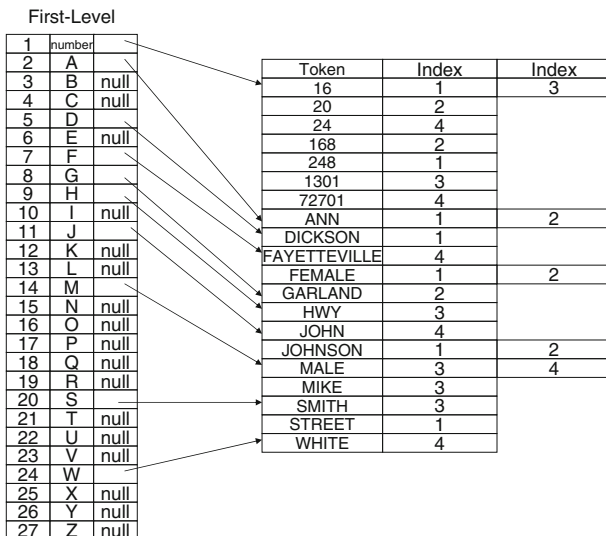 First-Level
1 number
2 A
3 B null
4 C null
5 D
6 E null
7 F
8 G
9 H
10 I null
11 J
12 K null
13 L null
14 M
15 N null
16 O null
17 P null
18 Q null
19 R null
20 S
21 T null
22 U null
23 V null
24 W
25 X null
26 Y null
27 Z null
Token Index Index
16 1 3
20 2
24 4
168 2
248 1
1301 3
72701 4
ANN 1 2
DICKSON 1
FAYETTEVILLE 4
FEMALE 1 2
GARLAND 2
HWY 3
JOHN 4
JOHNSON 1 2
MALE 3 4
MIKE 3
SMITH 3
STREET 1
WHITE 4